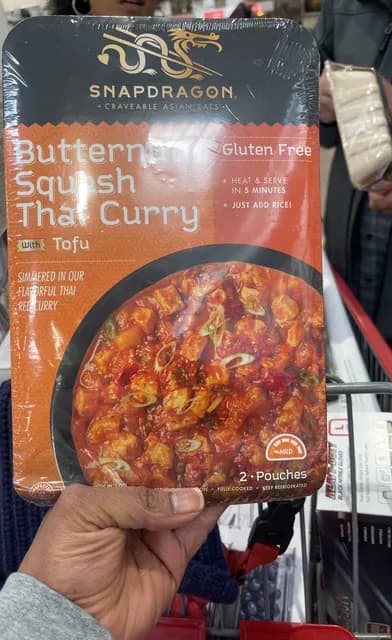 SNAPDRAGON
· CRAVEABLE ASIAN EATS ·
Butternut
Squash
Thai Curry
with Tofu
Gluten Free
• HEAT & SERVE
IN 5 MINUTES
• JUST ADD RICE!
SIMMERED IN OUR
FLAVORFUL THAI
RED CURRY
MILD
2 • Pouches
• FULLY COOKED • KEEP REFRIGERATED